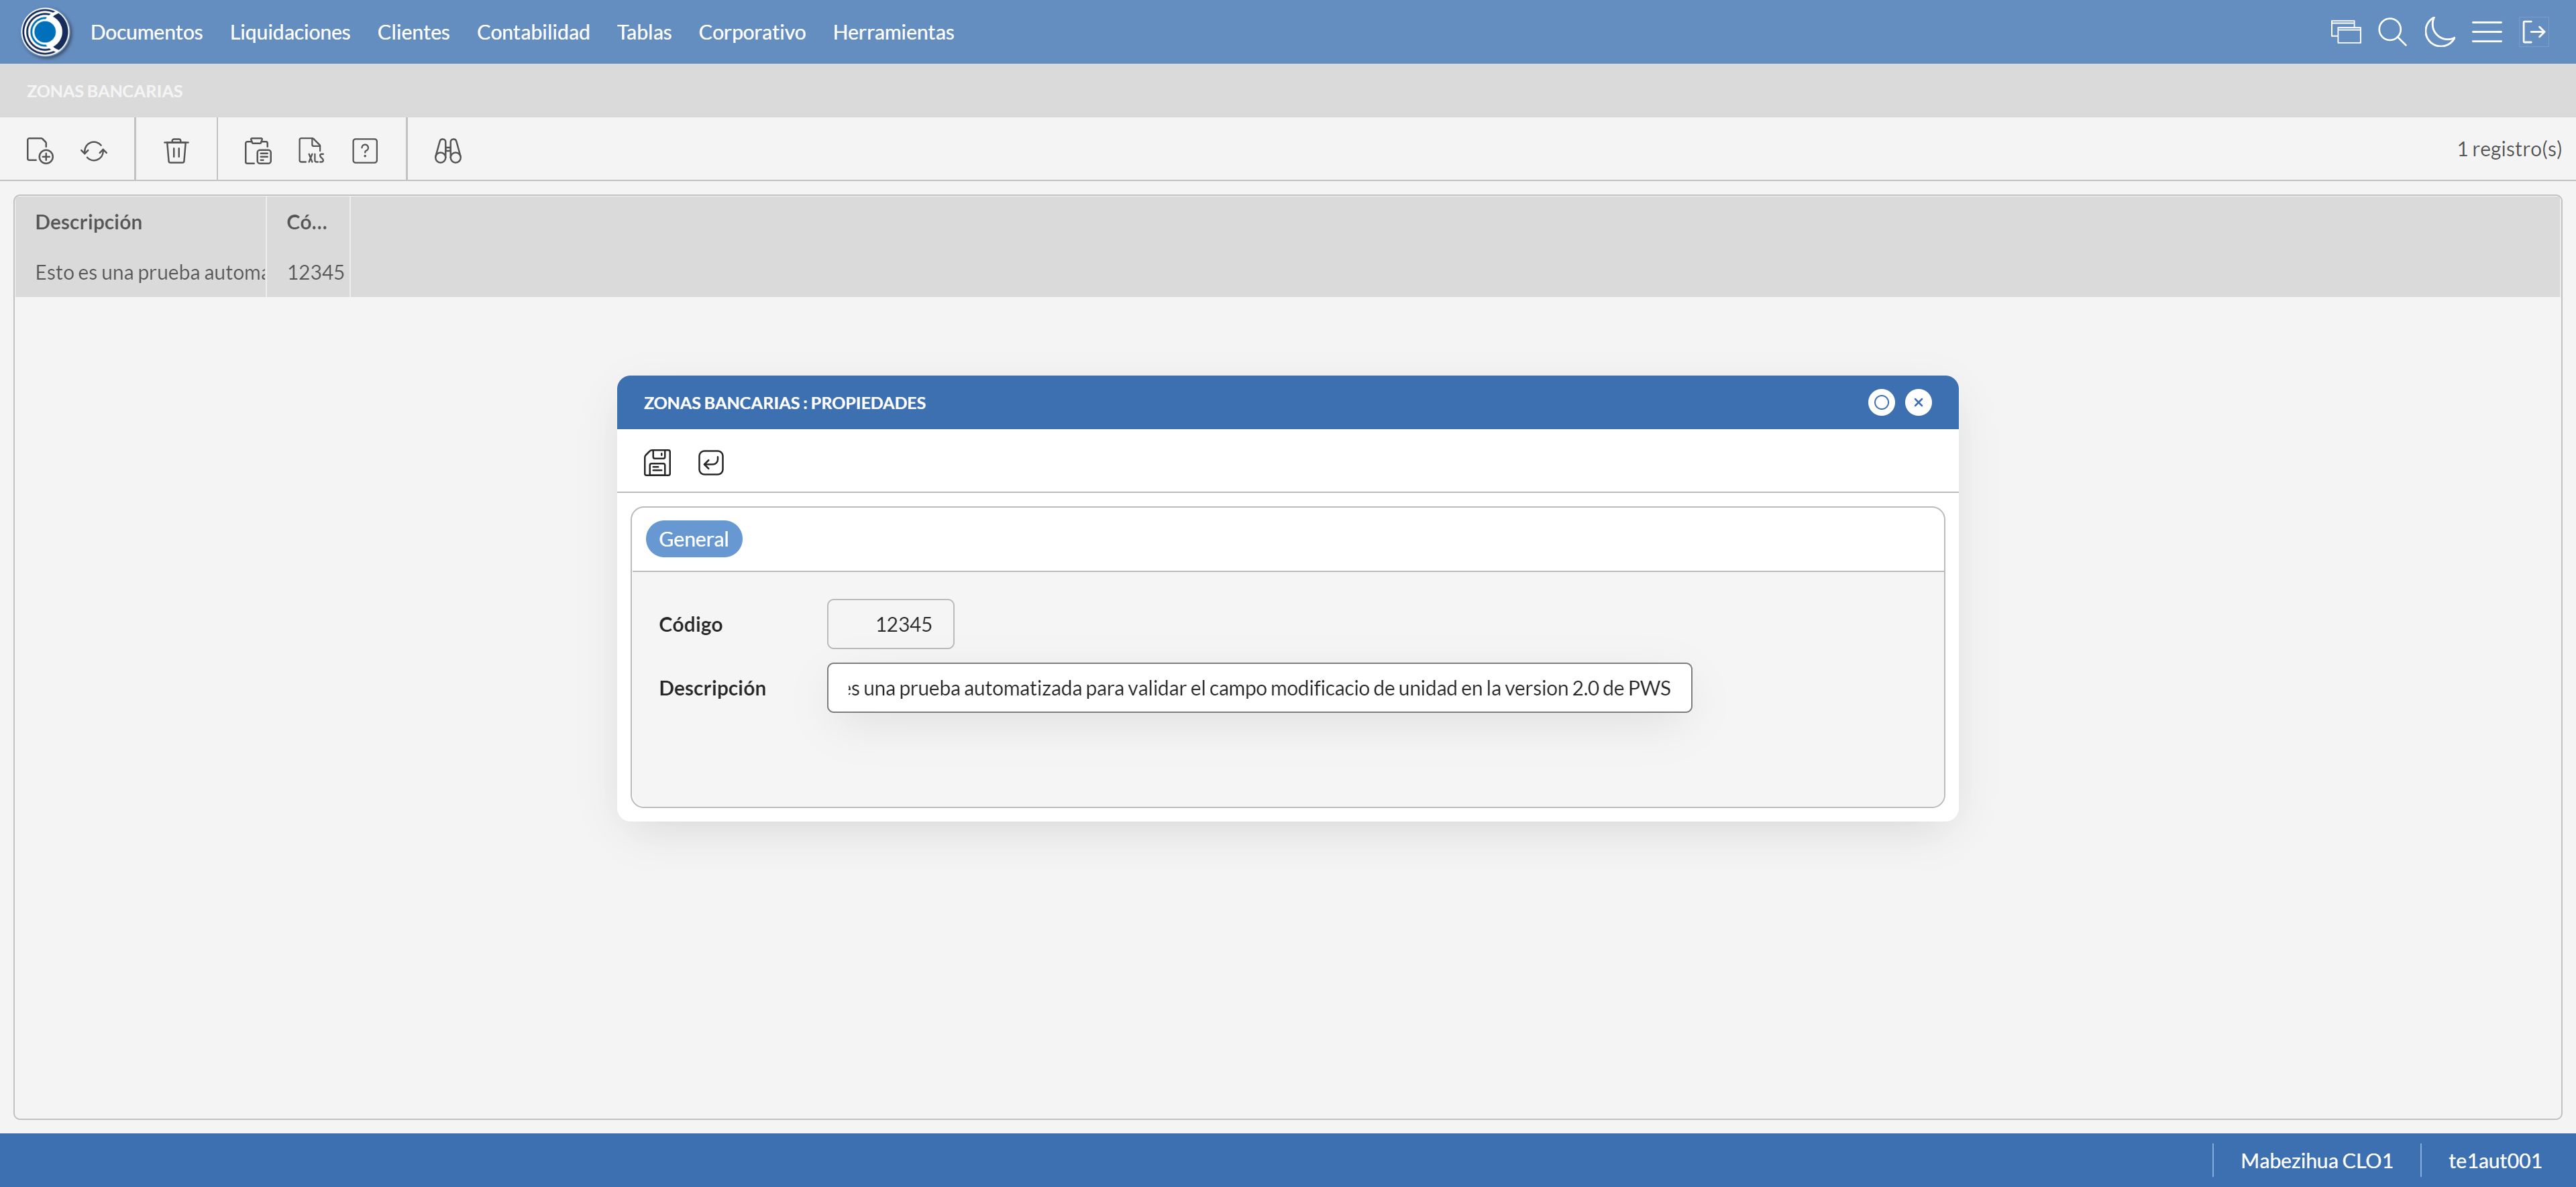 Documentos Liquidaciones Clientes Contabilidad Tablas Corporativo Herramientas
ZONAS BANCARIAS
XLS ? 1 registro(s)
Descripción Có...
Esto es una prueba automa 12345
ZONAS BANCARIAS : PROPIEDADES
General
Código 12345
Descripción es una prueba automatizada para validar el campo modificacio de unidad en la version 2.0 de PWS
Mabezihua CLO1 te1aut001